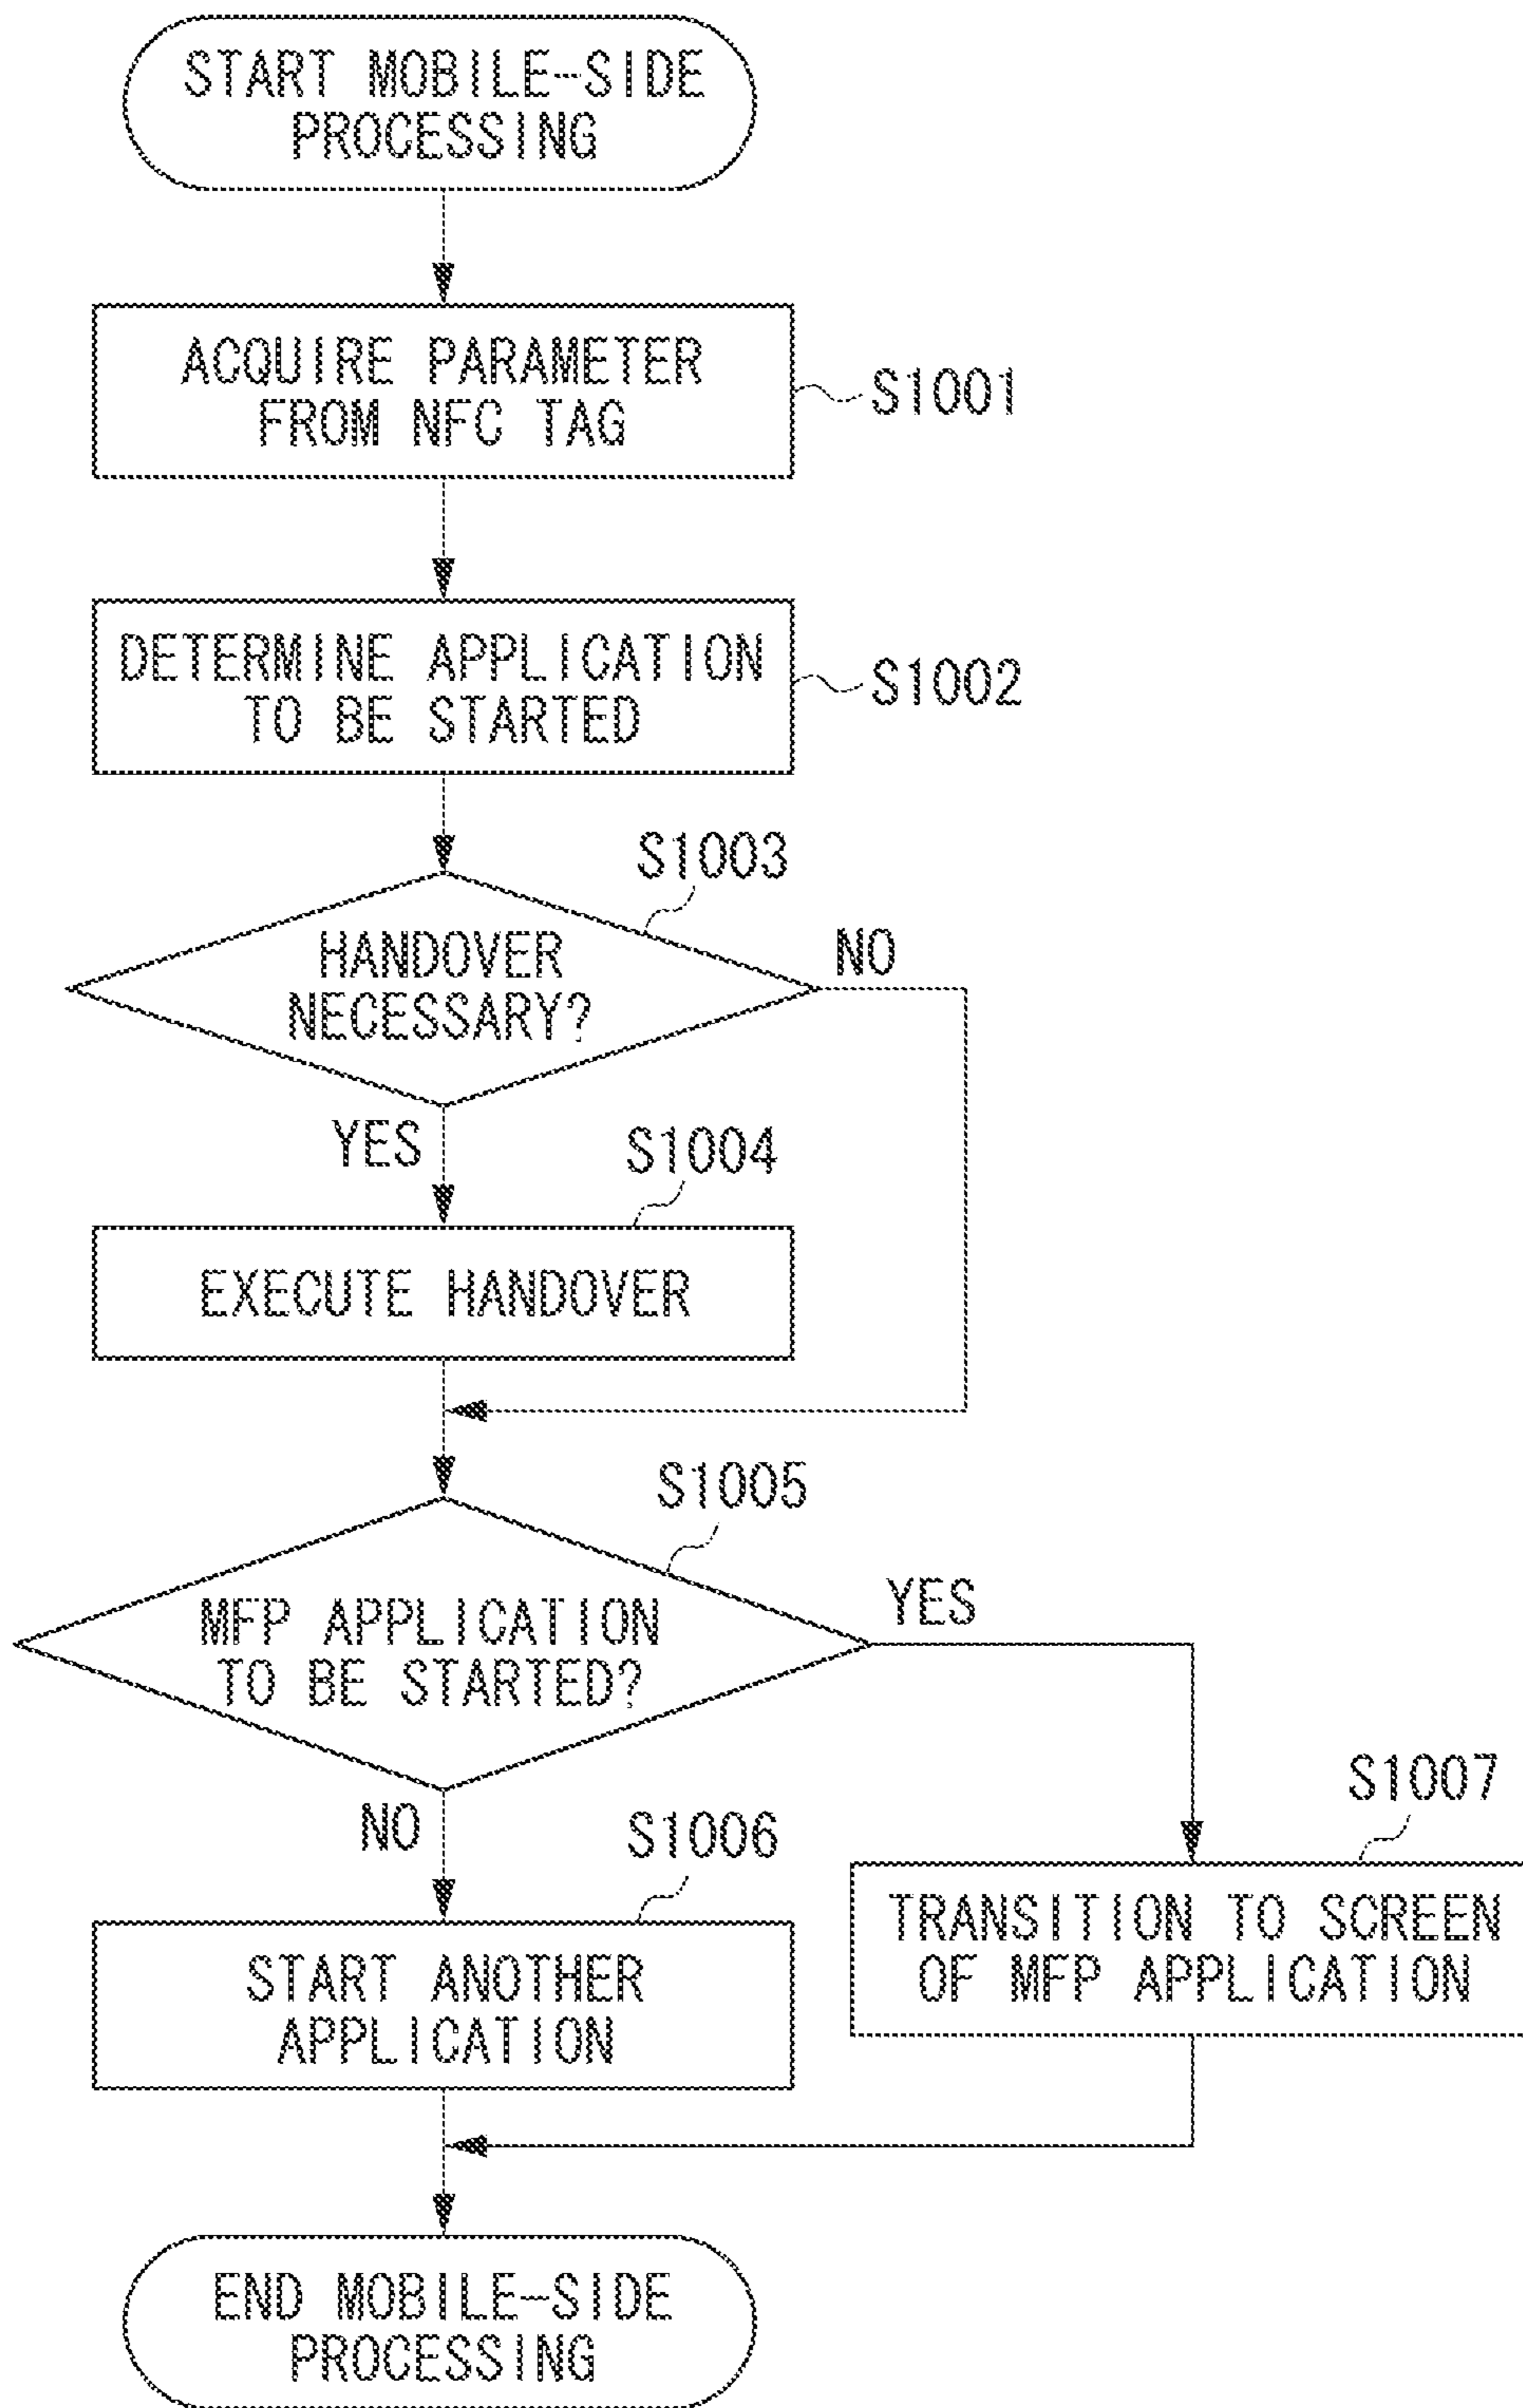 START MOBILE-SIDE
PROCESSING
ACQUIRE PARAMETER
FROM NFC TAG
S1001
DETERMINE APPLICATION
TO BE STARTED
S1002
S1003
HANDOVER
NECESSARY?
NO
YES
S1004
EXECUTE HANDOVER
S1005
MFP APPLICATION
TO BE STARTED?
YES
NO
S1006
START ANOTHER
APPLICATION
S1007
TRANSITION TO SCREEN
OF MFP APPLICATION
END MOBILE-SIDE
PROCESSING